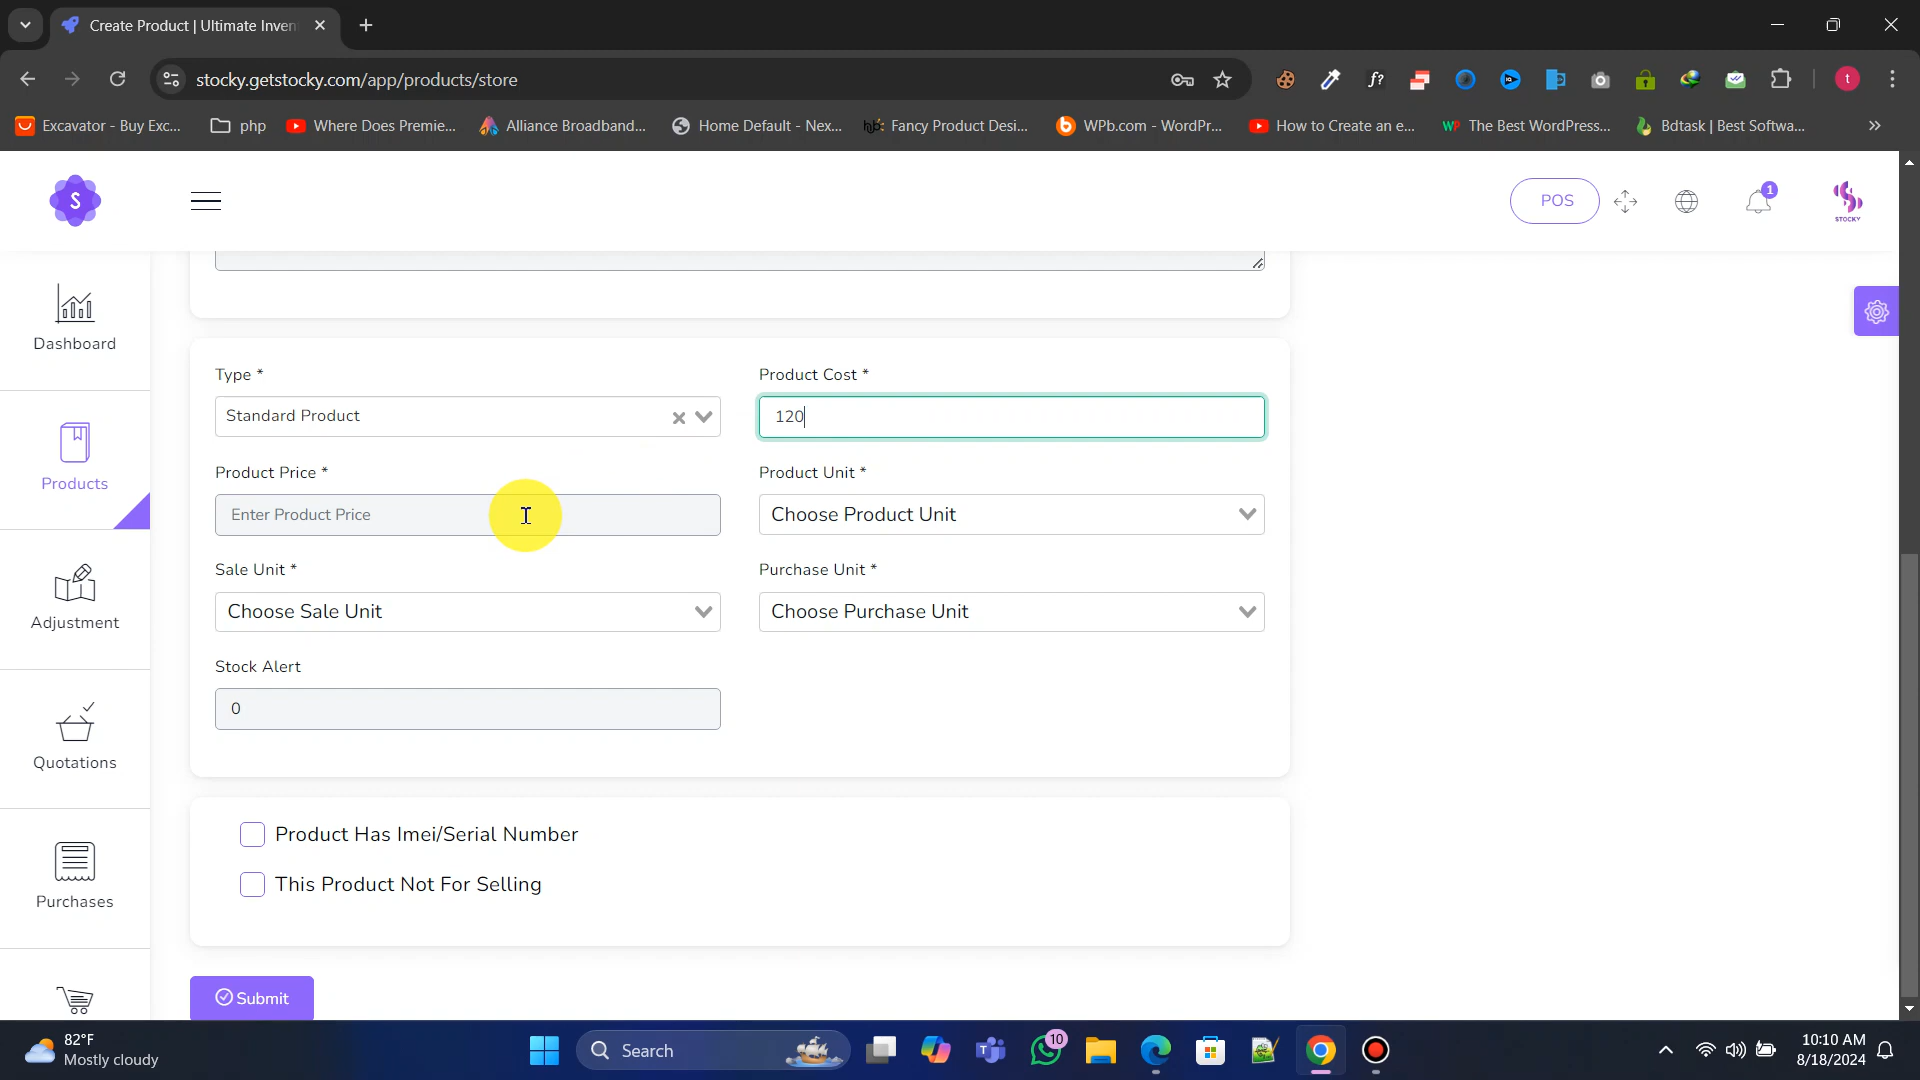 Create Product | Ultimate Inven
stocky.getstocky.com/app/products/store
Excavator - Buy Exc...
php
Where Does Premie...
Alliance Broadband...
Home Default - Nex...
Fancy Product Desi...
WPb.com - WordPr...
How to Create an e...
The Best WordPress...
Bdtask | Best Softwa...
S
POS
1
STOCKY
Dashboard
Products
Adjustment
Quotations
Purchases
Type *
Standard Product
Product Cost *
120
Product Price *
Enter Product Price
Product Unit *
Choose Product Unit
Sale Unit *
Choose Sale Unit
Purchase Unit *
Choose Purchase Unit
Stock Alert
0
Product Has Imei/Serial Number
This Product Not For Selling
Submit
82°F
Mostly cloudy
Search
10
10:10 AM
8/18/2024